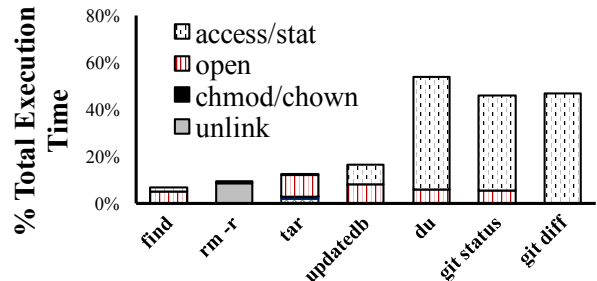 % Total Execution
Time
80%
60%
40%
20%
0%
access/stat
open
chmod/chown
unlink
find
rm -r
tar
updatedb
du
git status
git diff